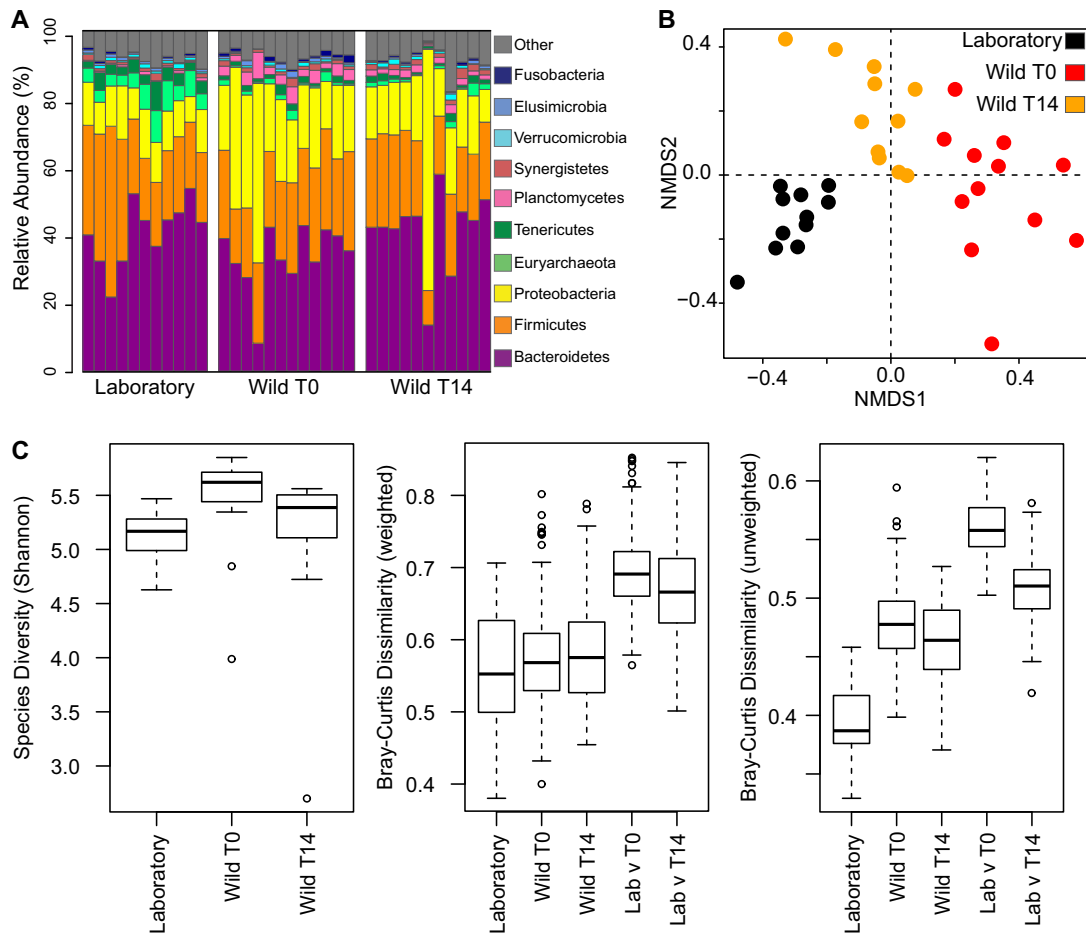 A
Relative Abundance (%)
100
80
60
40
20
0
Laboratory
Wild T0
Wild T14
Other
Fusobacteria
Elusimicrobia
Verrucomicrobia
Synergistetes
Planctomycetes
Tenericutes
Euryarchaeota
Proteobacteria
Firmicutes
Bacteroidetes
B
NMDS2
0.4
0.0
−0.4
Laboratory
Wild T0
Wild T14
−0.4
0.0
0.4
NMDS1
C
Species Diversity (Shannon)
5.5
5.0
4.5
4.0
3.5
3.0
Laboratory
Wild T0
Wild T14
Bray-Curtis Dissimilarity (weighted)
0.8
0.7
0.6
0.5
0.4
Laboratory
Wild T0
Wild T14
Lab v T0
Lab v T14
Bray-Curtis Dissimilarity (unweighted)
0.6
0.5
0.4
Laboratory
Wild T0
Wild T14
Lab v T0
Lab v T14